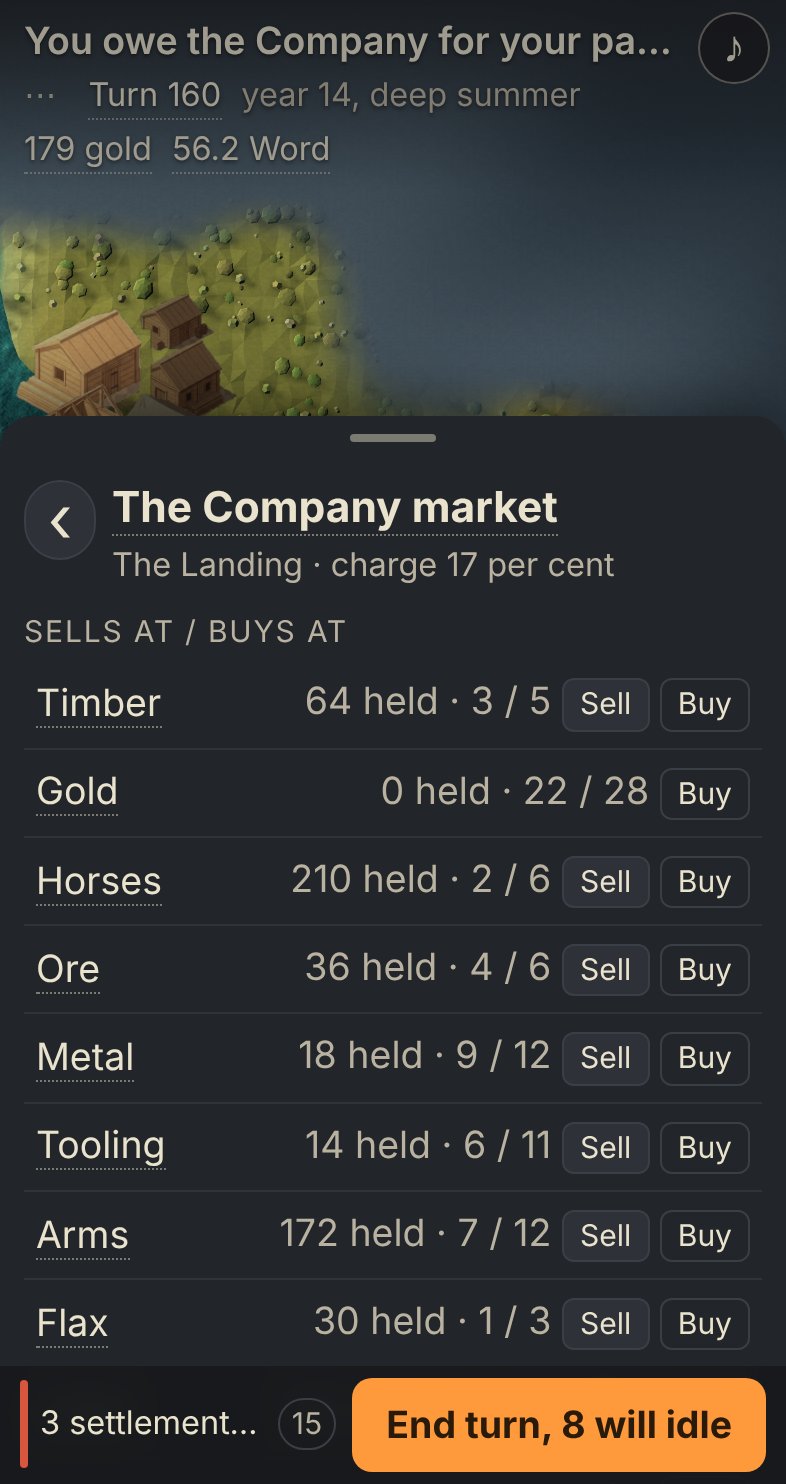 You owe the Company for your pa...
... Turn 160 year 14, deep summer
179 gold 56.2 Word
The Company market
The Landing · charge 17 per cent
SELLS AT / BUYS AT
Timber 64 held · 3 / 5 Sell Buy
Gold 0 held · 22 / 28 Buy
Horses 210 held · 2 / 6 Sell Buy
Ore 36 held · 4 / 6 Sell Buy
Metal 18 held · 9 / 12 Sell Buy
Tooling 14 held · 6 / 11 Sell Buy
Arms 172 held · 7 / 12 Sell Buy
Flax 30 held · 1 / 3 Sell Buy
3 settlement... 15 End turn, 8 will idle